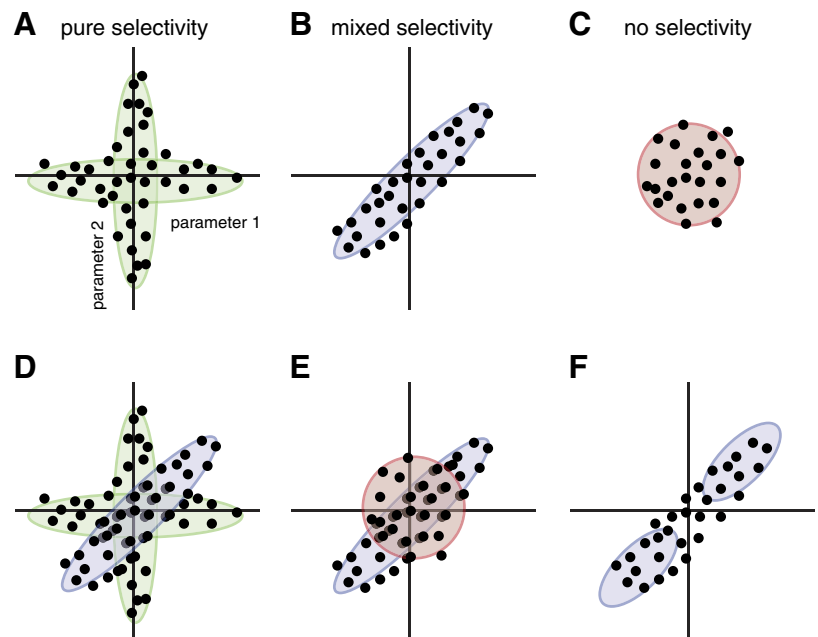 A pure selectivity
B mixed selectivity
C no selectivity
parameter 1
parameter 2
D
E
F